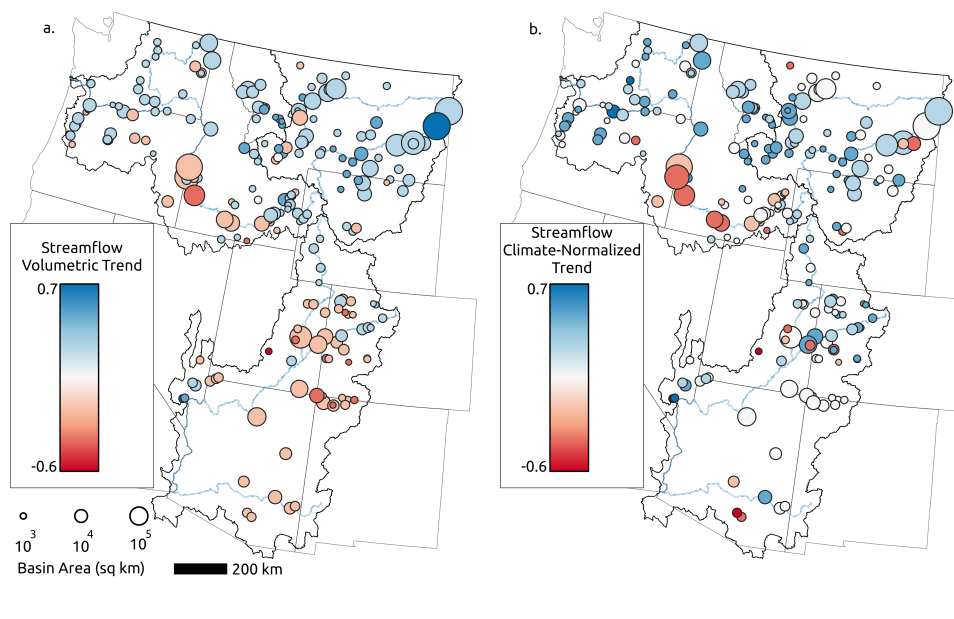 a.
b.
Streamflow
Volumetric Trend
0.7
-0.6
Streamflow
Climate-Normalized
Trend
0.7
-0.6
10^3
10^4
10^5
Basin Area (sq km)
200 km